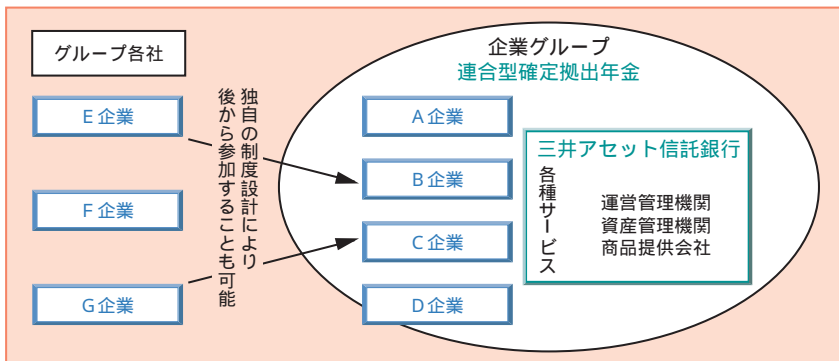 グループ各社
E企業
F企業
G企業
独自の制度設計により
後から参加することも可能
企業グループ
連合型確定拠出年金
A企業
B企業
C企業
D企業
三井アセット信託銀行
各種サービス
運営管理機関
資産管理機関
商品提供会社